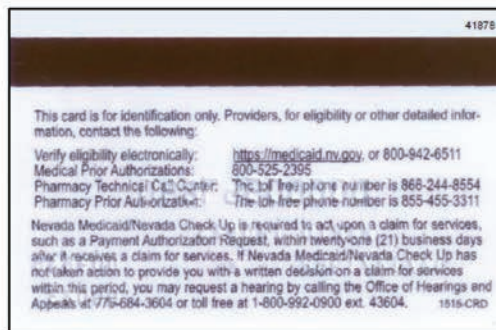 41878
This card is for identification only. Providers, for eligibility or other detailed infor-
mation, contact the following:
Verify eligibility electronically: https://medicaid.nv.gov, or 800-942-6511
Medical Prior Authorizations: 800-525-2395
Pharmacy Technical Call Center: The toll free phone number is 866-244-8554
Pharmacy Prior Authorization: The toll free phone number is 855-455-3311
Nevada Medicaid/Nevada Check Up is required to act upon a claim for services,
such as a Payment Authorization Request, within twenty-one (21) business days
after it receives a claim for services. If Nevada Medicaid/Nevada Check Up has
not taken action to provide you with a written decision on a claim for services
within this period, you may request a hearing by calling the Office of Hearings and
Appeals at 775-684-3604 or toll free at 1-800-992-0900 ext. 43604. 1516-CRD